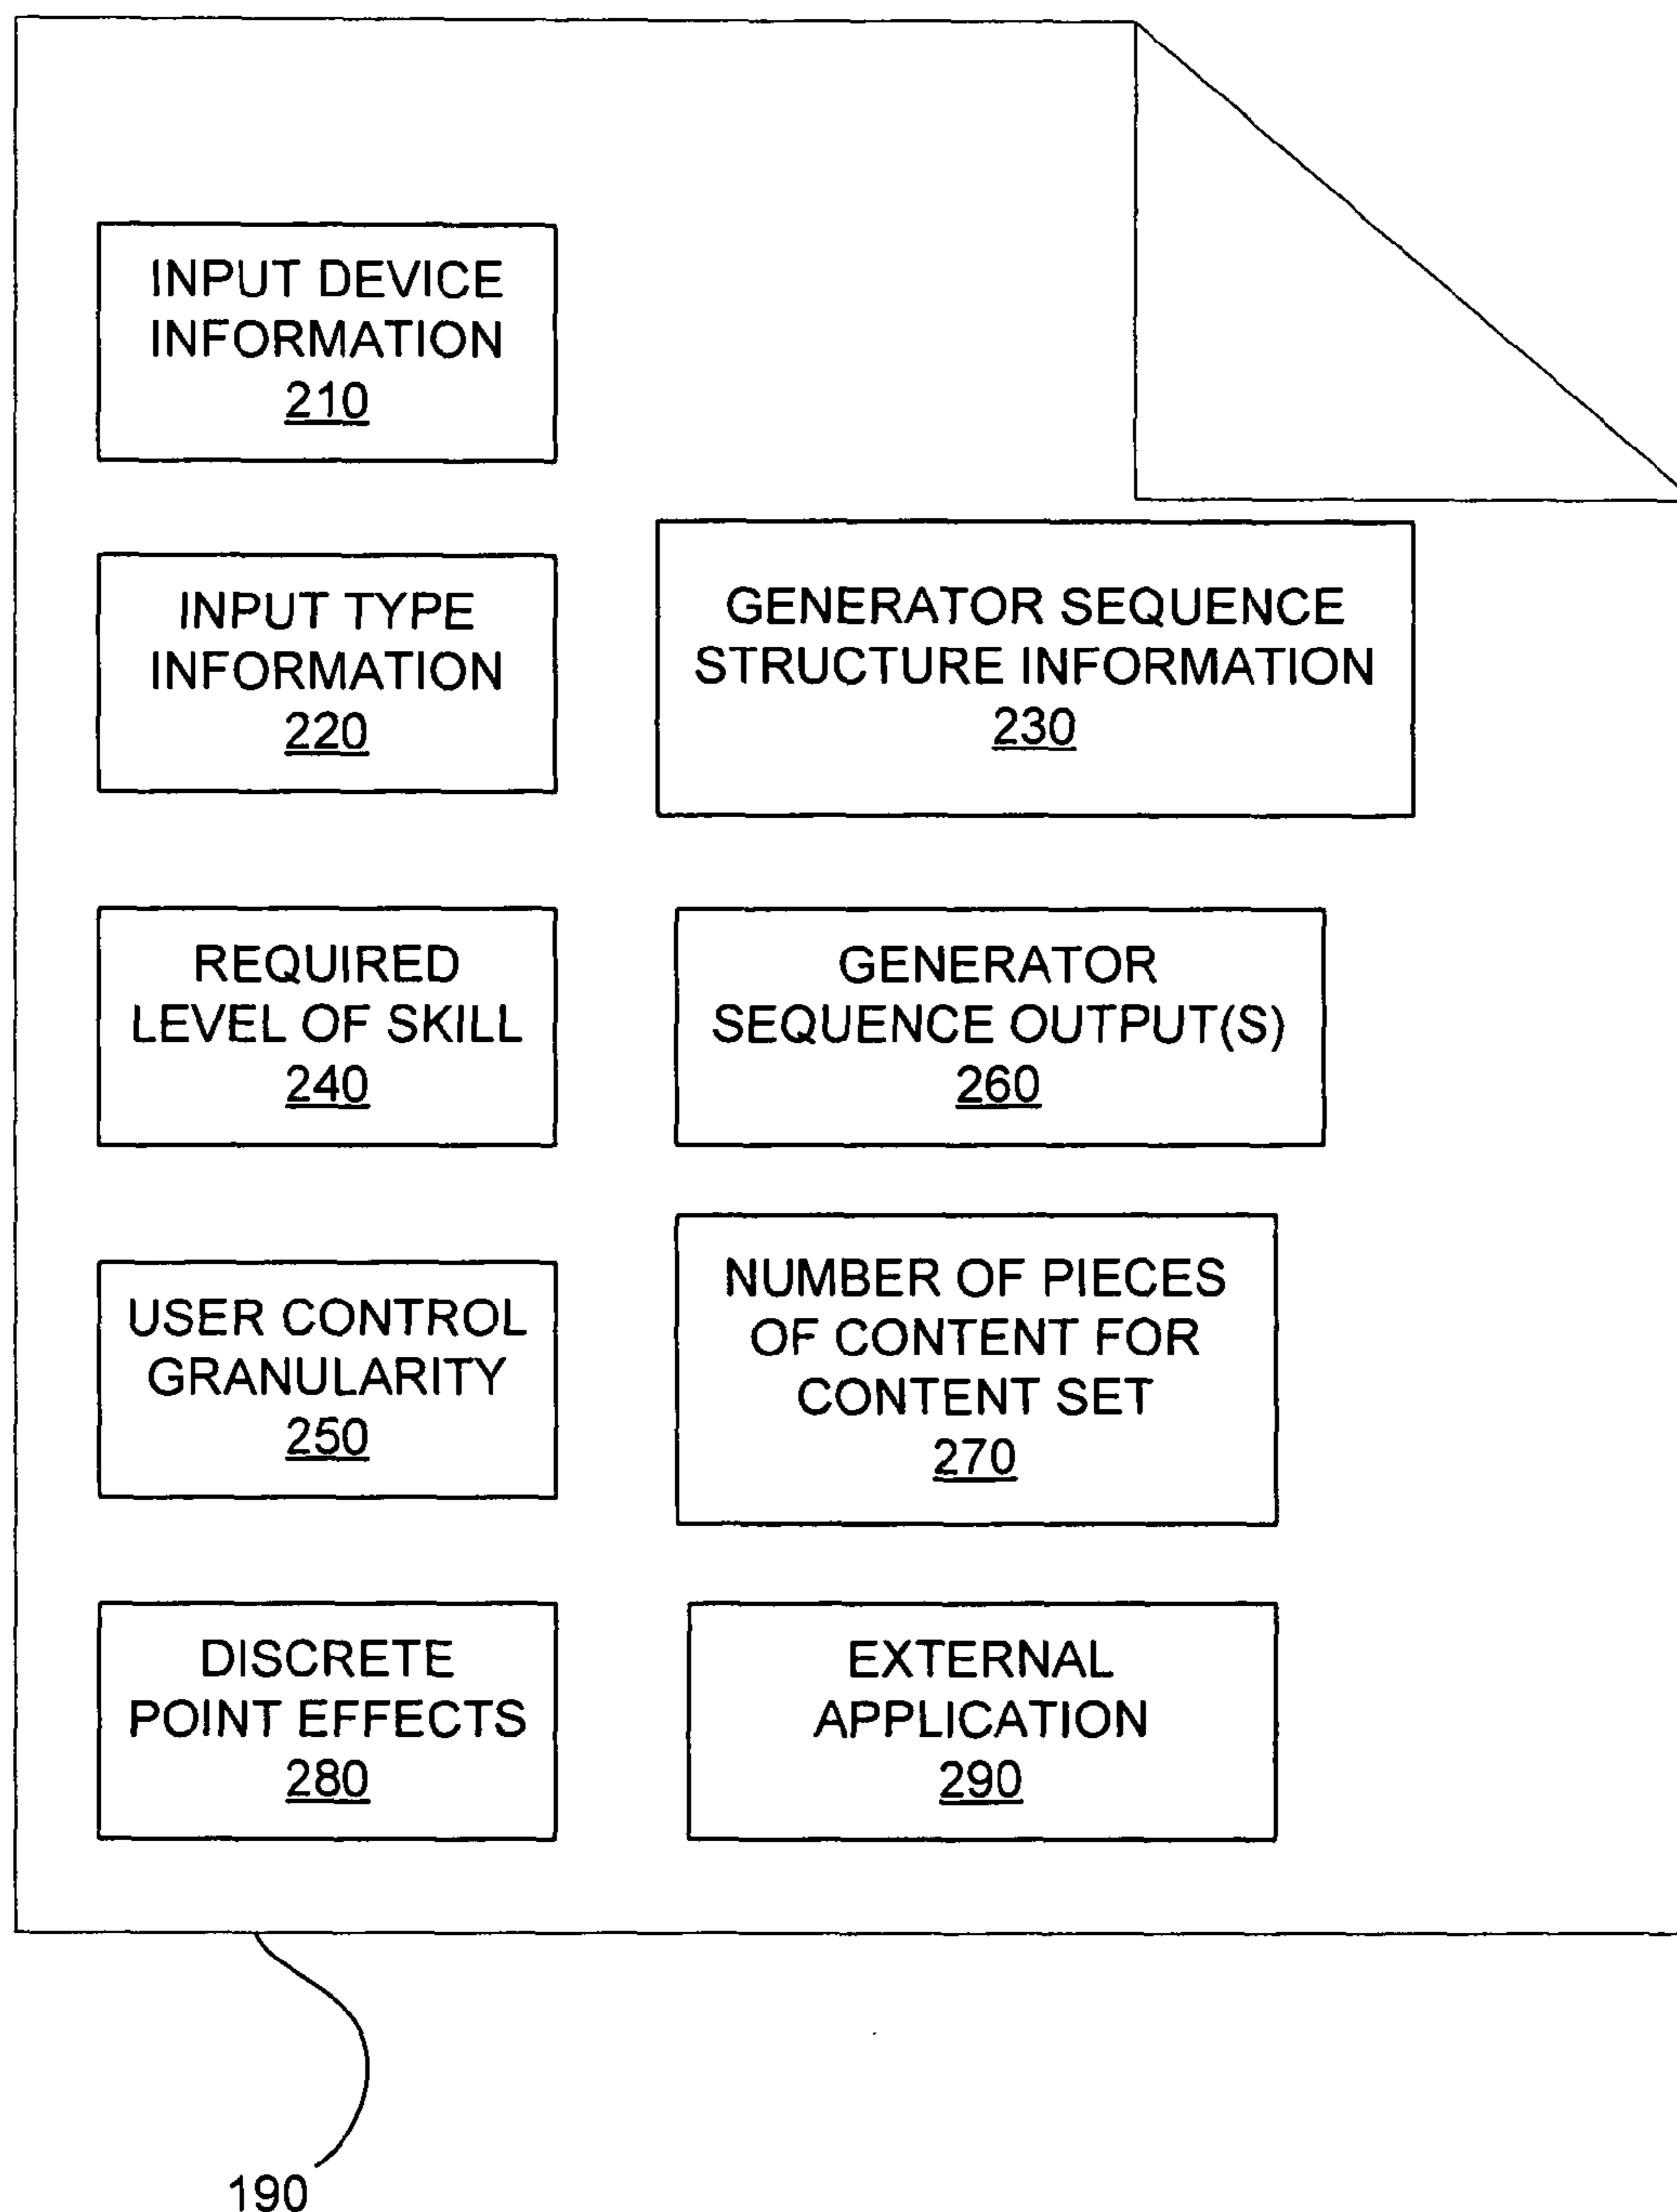 INPUT DEVICE
INFORMATION
210
INPUT TYPE
INFORMATION
220
GENERATOR SEQUENCE
STRUCTURE INFORMATION
230
REQUIRED
LEVEL OF SKILL
240
GENERATOR
SEQUENCE OUTPUT(S)
260
USER CONTROL
GRANULARITY
250
NUMBER OF PIECES
OF CONTENT FOR
CONTENT SET
270
DISCRETE
POINT EFFECTS
280
EXTERNAL
APPLICATION
290
190